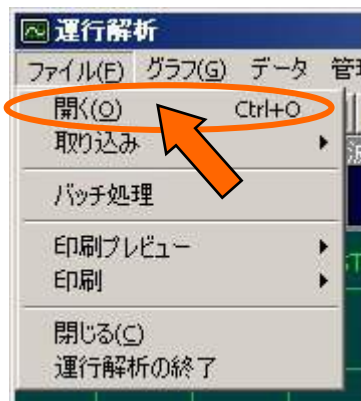 運行解析
ファイル(F) グラフ(G) データ 管
開く(O) Ctrl+O
取り込み
バッチ処理
印刷プレビュー
印刷
閉じる(C)
運行解析の終了